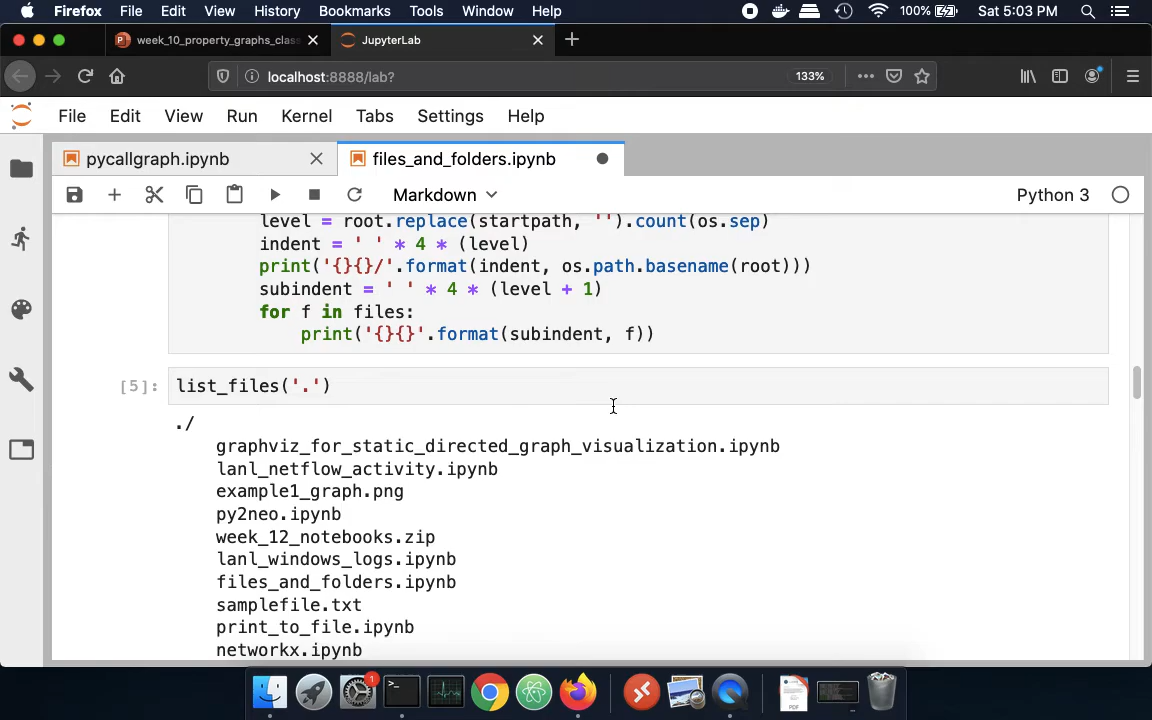 Firefox File Edit View History Bookmarks Tools Window Help 100% Sat 5:03 PM
week_10_property_graphs_clas JupyterLab
localhost:8888/lab? 133%
File Edit View Run Kernel Tabs Settings Help
pycallgraph.ipynb files_and_folders.ipynb
Markdown Python 3
level = root.replace(startpath, '').count(os.sep)
indent = ' ' * 4 * (level)
print('{}{}/'.format(indent, os.path.basename(root)))
subindent = ' ' * 4 * (level + 1)
for f in files:
print('{}{}'.format(subindent, f))
[5]: list_files('.')
./
graphviz_for_static_directed_graph_visualization.ipynb
lanl_netflow_activity.ipynb
example1_graph.png
py2neo.ipynb
week_12_notebooks.zip
lanl_windows_logs.ipynb
files_and_folders.ipynb
samplefile.txt
print_to_file.ipynb
networkx.ipynb
1
PDF